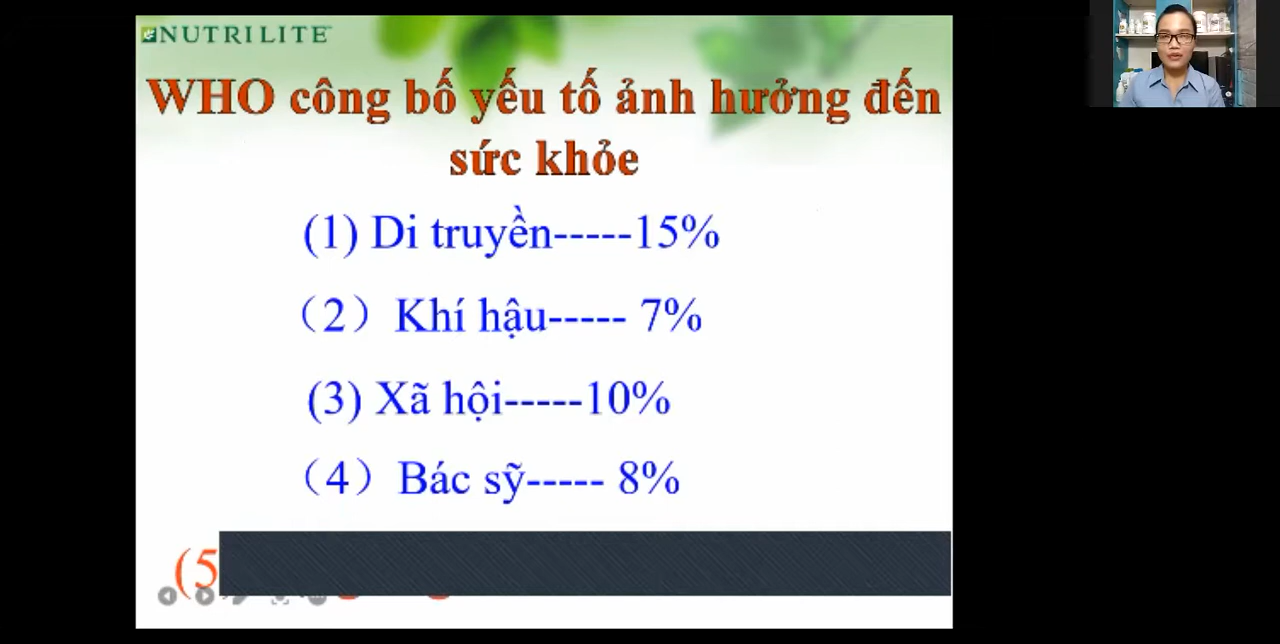 NUTRILITE
WHO công bố yếu tố ảnh hưởng đến
sức khỏe
(1) Di truyền-----15%
（2）Khí hậu----- 7%
(3) Xã hội-----10%
（4）Bác sỹ----- 8%
(5